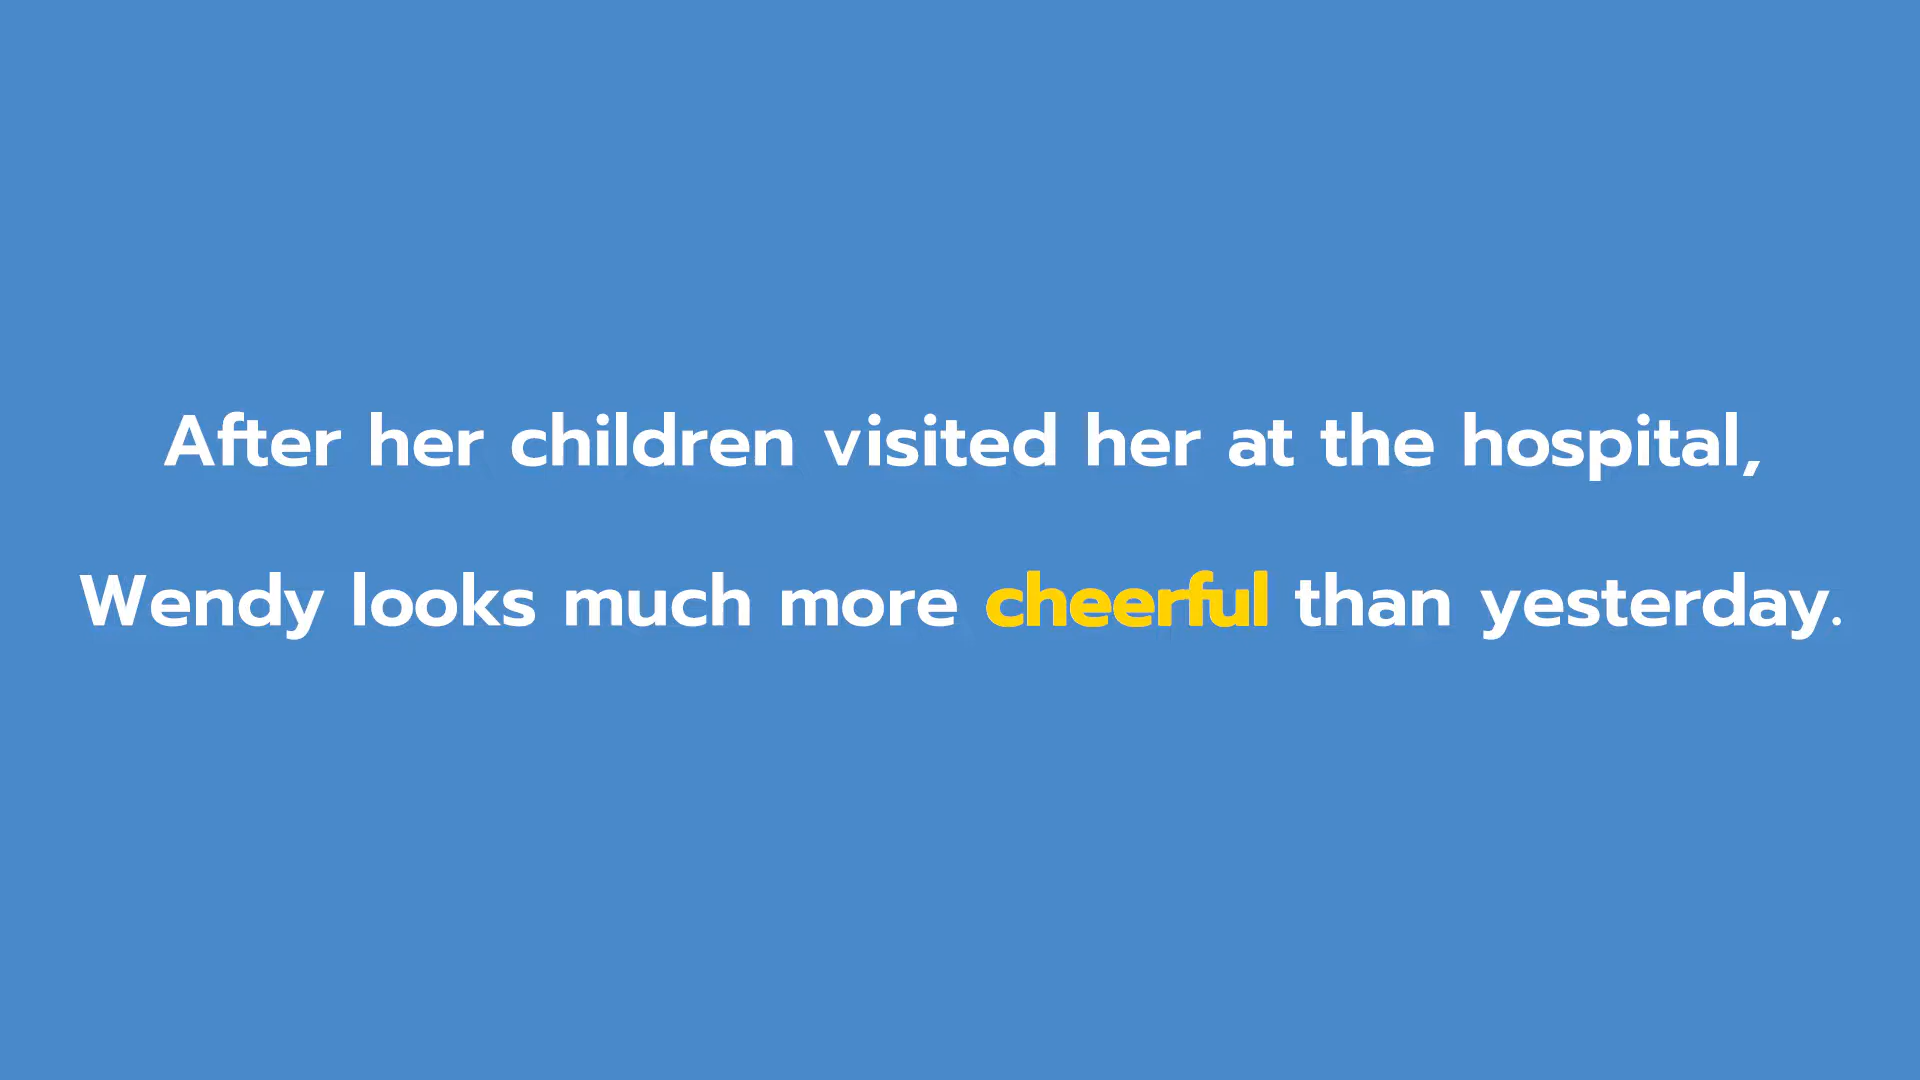 After her children visited her at the hospital,
Wendy looks much more cheerful than yesterday.